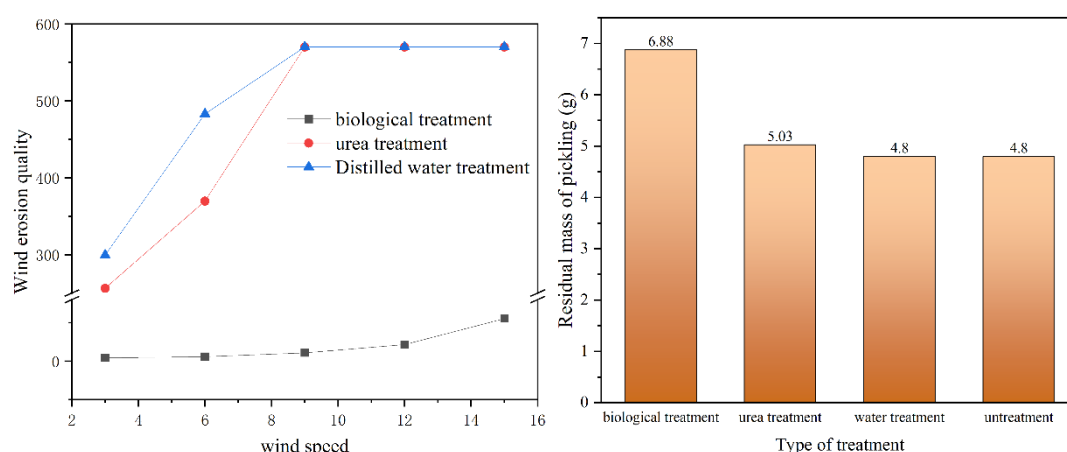 600
500
400
300
0
Wind erosion quality
biological treatment
urea treatment
Distilled water treatment
2
4
6
8
10
12
14
16
wind speed
7
6
5
4
3
2
1
0
Residual mass of pickling (g)
6.88
5.03
4.8
4.8
biological treatment
urea treatment
water treatment
untreatment
Type of treatment